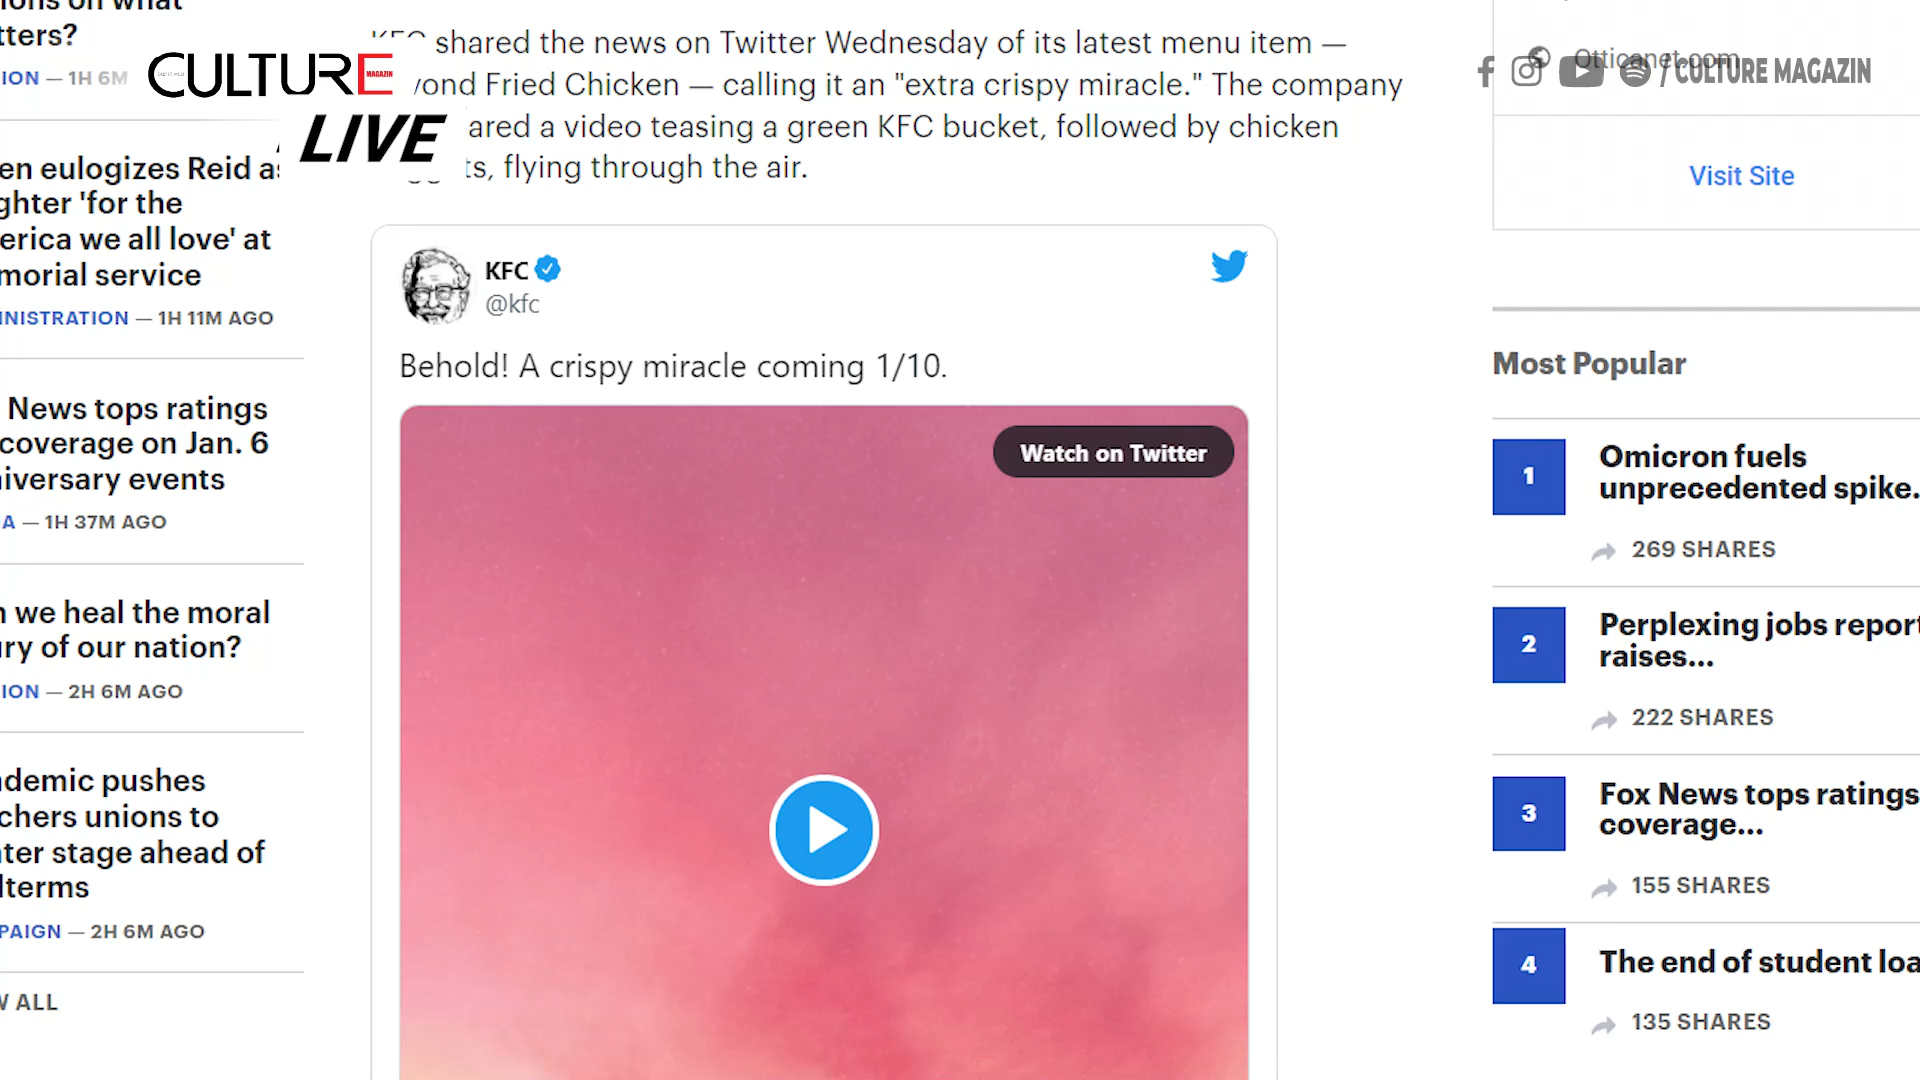 CULTURE
MAGAZIN
LIVE
/ CULTURE MAGAZIN
tters?
ION — 1H 6M
en eulogizes Reid as
ghter 'for the
erica we all love' at
morial service
INISTRATION — 1H 11M AGO
News tops ratings
coverage on Jan. 6
iversary events
A — 1H 37M AGO
n we heal the moral
ury of our nation?
ION — 2H 6M AGO
demic pushes
chers unions to
ter stage ahead of
lterms
PAIGN — 2H 6M AGO
W ALL
KFC shared the news on Twitter Wednesday of its latest menu item —
yond Fried Chicken — calling it an "extra crispy miracle." The company
ared a video teasing a green KFC bucket, followed by chicken
ts, flying through the air.
KFC
@kfc
Behold! A crispy miracle coming 1/10.
Watch on Twitter
Otticanet.com
Visit Site
Most Popular
1
Omicron fuels
unprecedented spike.
269 SHARES
2
Perplexing jobs report
raises...
222 SHARES
3
Fox News tops ratings
coverage...
155 SHARES
4
The end of student loa
135 SHARES